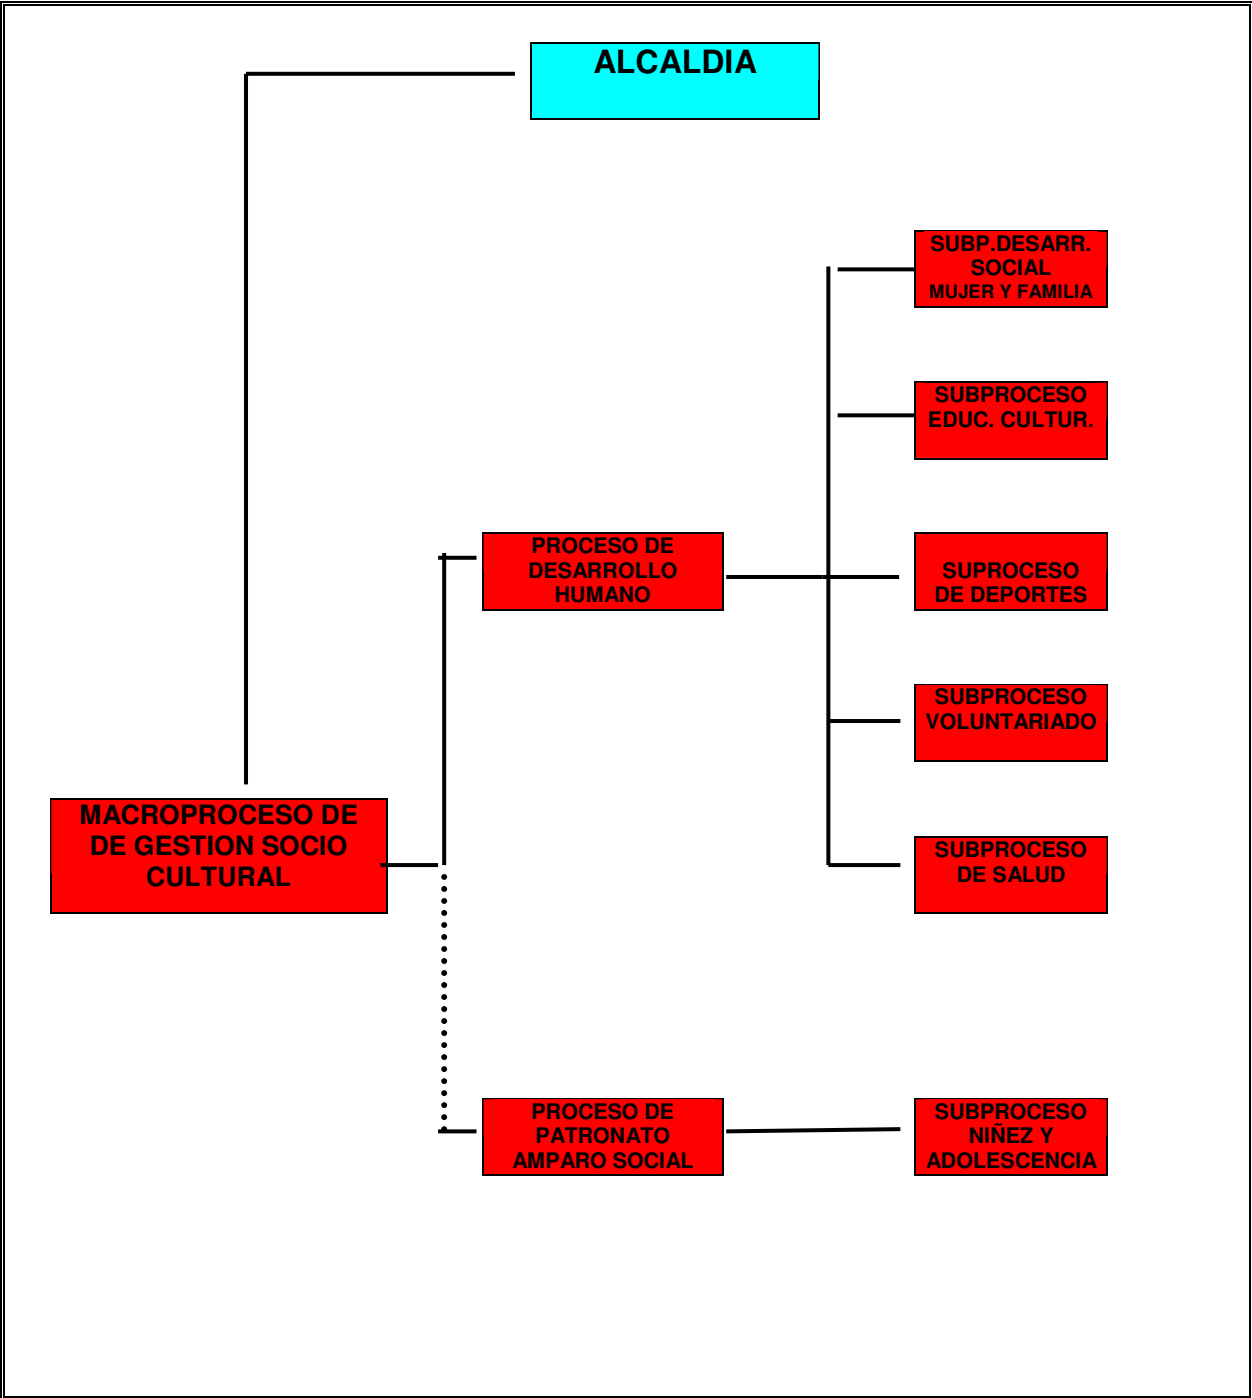 ALCALDIA
SUBP.DESARR.
SOCIAL
MUJER Y FAMILIA
SUBPROCESO
EDUC. CULTUR.
PROCESO DE
DESARROLLO
HUMANO
SUPROCESO
DE DEPORTES
SUBPROCESO
VOLUNTARIADO
MACROPROCESO DE
DE GESTION SOCIO
CULTURAL
SUBPROCESO
DE SALUD
PROCESO DE
PATRONATO
AMPARO SOCIAL
SUBPROCESO
NIÑEZ Y
ADOLESCENCIA